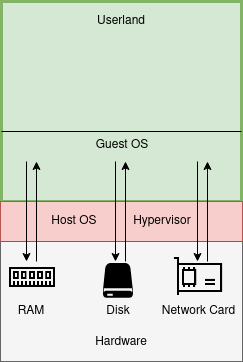 Userland
Guest OS
Host OS Hypervisor
RAM Disk Network Card
Hardware